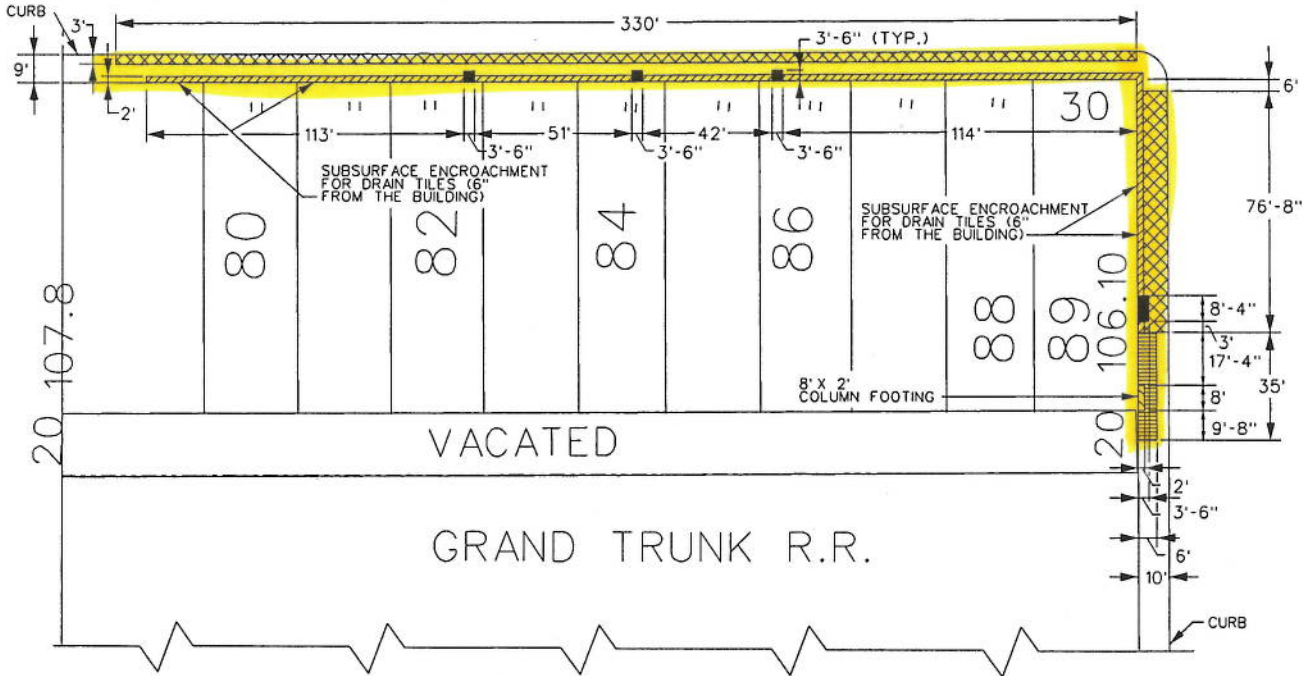 CURB
3'
330'
3'-6" (TYP.)
9'
2'
6'
30
113'
3'-6"
51'
3'-6"
42'
3'-6"
114'
SUBSURFACE ENCROACHMENT
FOR DRAIN TILES (6"
FROM THE BUILDING)
SUBSURFACE ENCROACHMENT
FOR DRAIN TILES (6"
FROM THE BUILDING)
76'-8"
80
82
84
86
88
89
106.10
20
20 107.8
8'-4"
3'
17'-4"
8'
9'-8"
35'
8' X 2'
COLUMN FOOTING
VACATED
2'
3'-6"
6'
10'
GRAND TRUNK R.R.
CURB